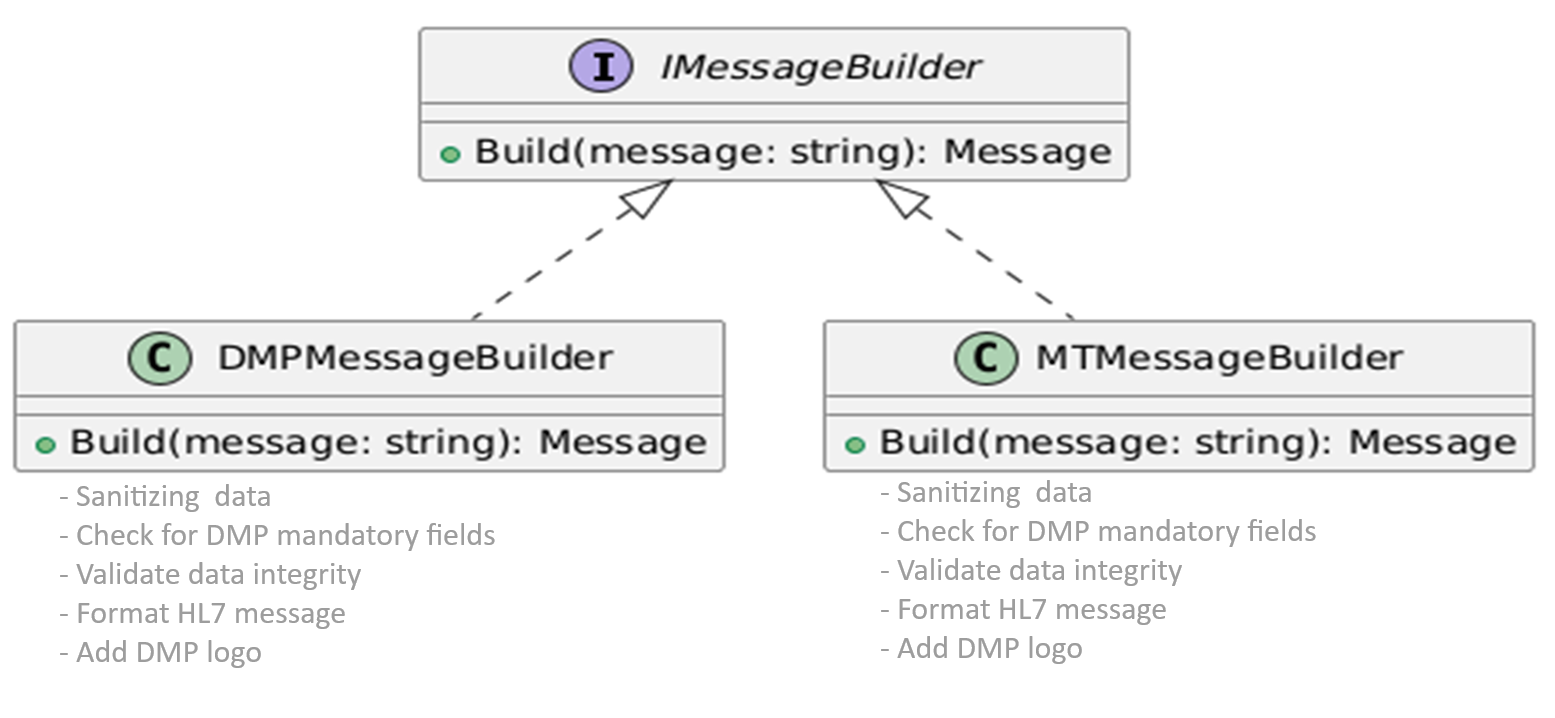 I IMessageBuilder
Build(message: string): Message
C DMPMessageBuilder
Build(message: string): Message
- Sanitizing  data
- Check for DMP mandatory fields
- Validate data integrity
- Format HL7 message
- Add DMP logo
C MTMessageBuilder
Build(message: string): Message
- Sanitizing  data
- Check for DMP mandatory fields
- Validate data integrity
- Format HL7 message
- Add DMP logo